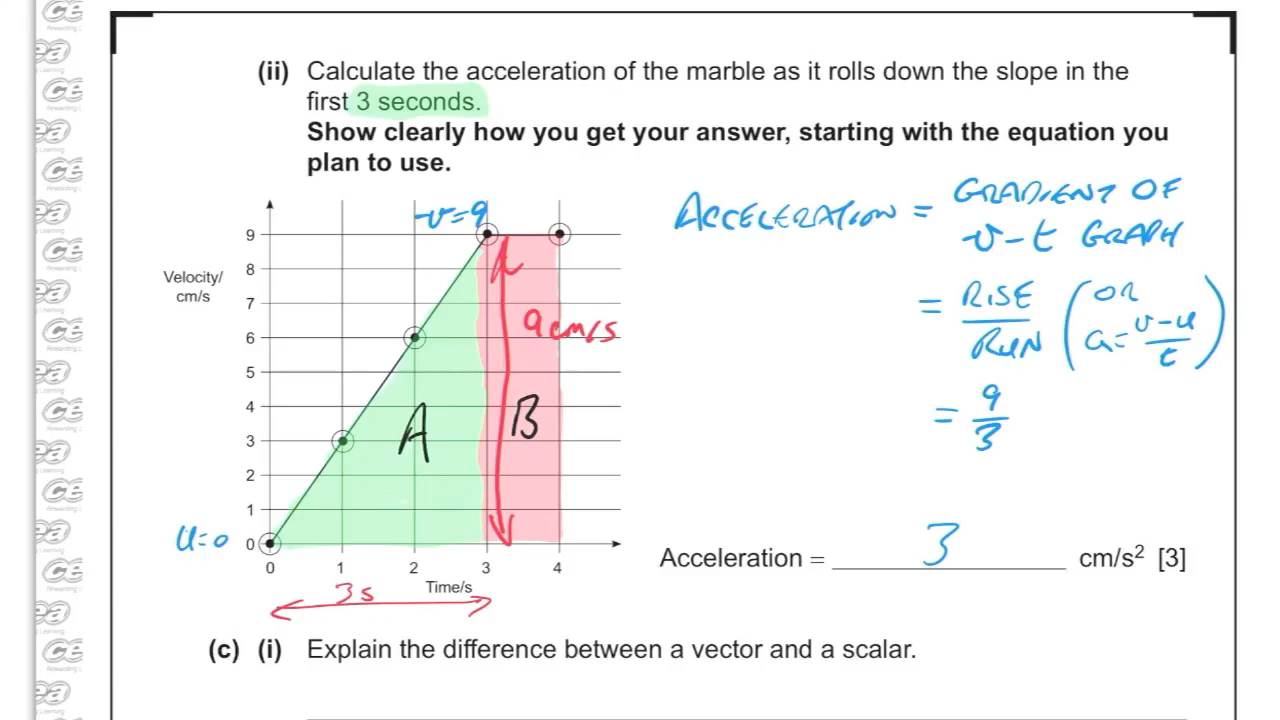 (ii) Calculate the acceleration of the marble as it rolls down the slope in the
first 3 seconds.
Show clearly how you get your answer, starting with the equation you
plan to use.
v=9
9
8
7
6
5
4
3
2
1
0
Velocity/
cm/s
9cm/s
A
B
u=0
0 1 2 3 4
Time/s
3s
ACCELERATION = GRADIENT OF
v-t GRAPH
= RISE
RUN
(OR
a= v-u
t)
= 9
3
Acceleration = 3 cm/s² [3]
(c) (i) Explain the difference between a vector and a scalar.